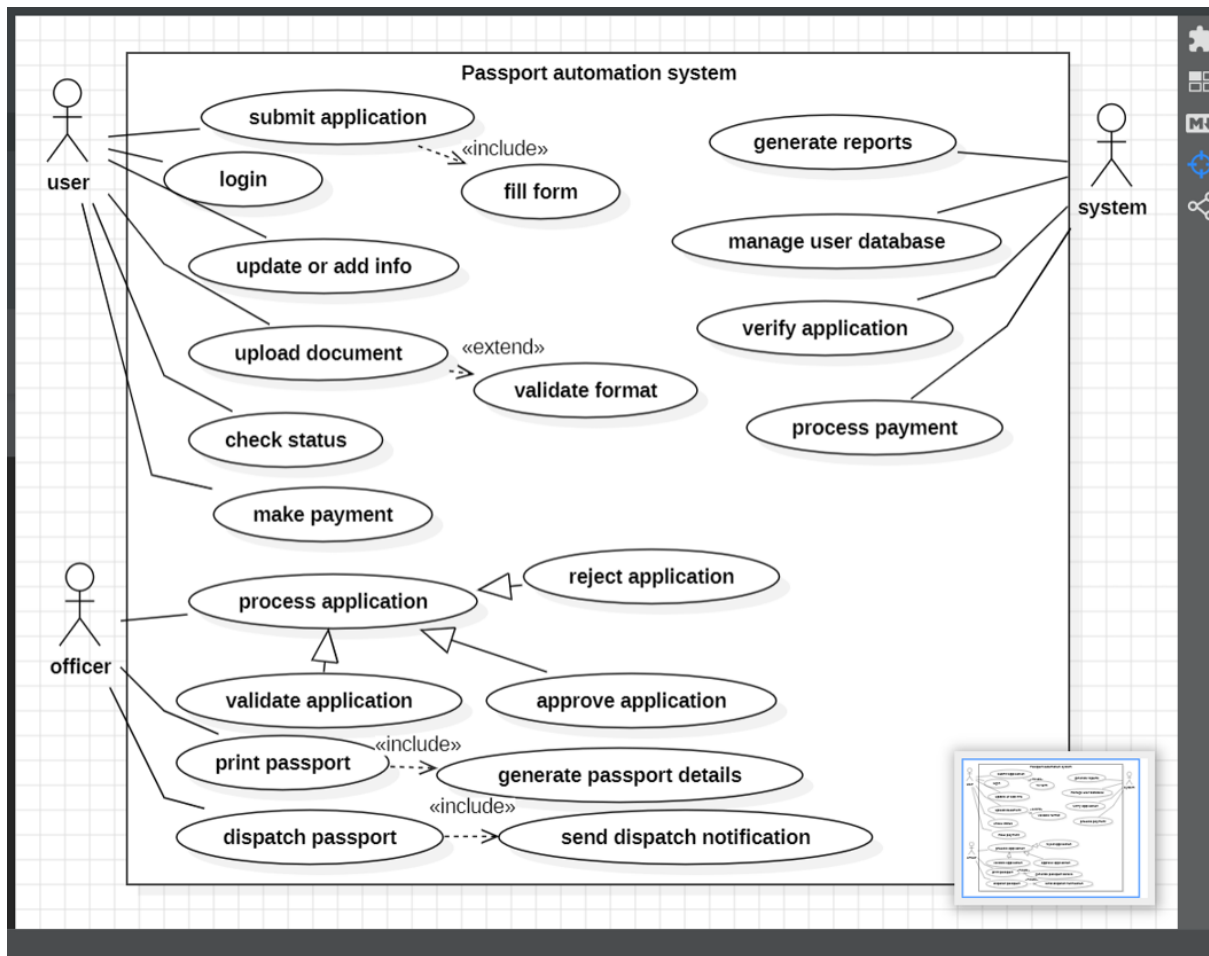 Passport automation system
submit application
«include»
generate reports
login
fill form
user
system
manage user database
update or add info
verify application
upload document
«extend»
validate format
check status
process payment
make payment
reject application
process application
officer
validate application
approve application
«include»
print passport
generate passport details
«include»
dispatch passport
send dispatch notification